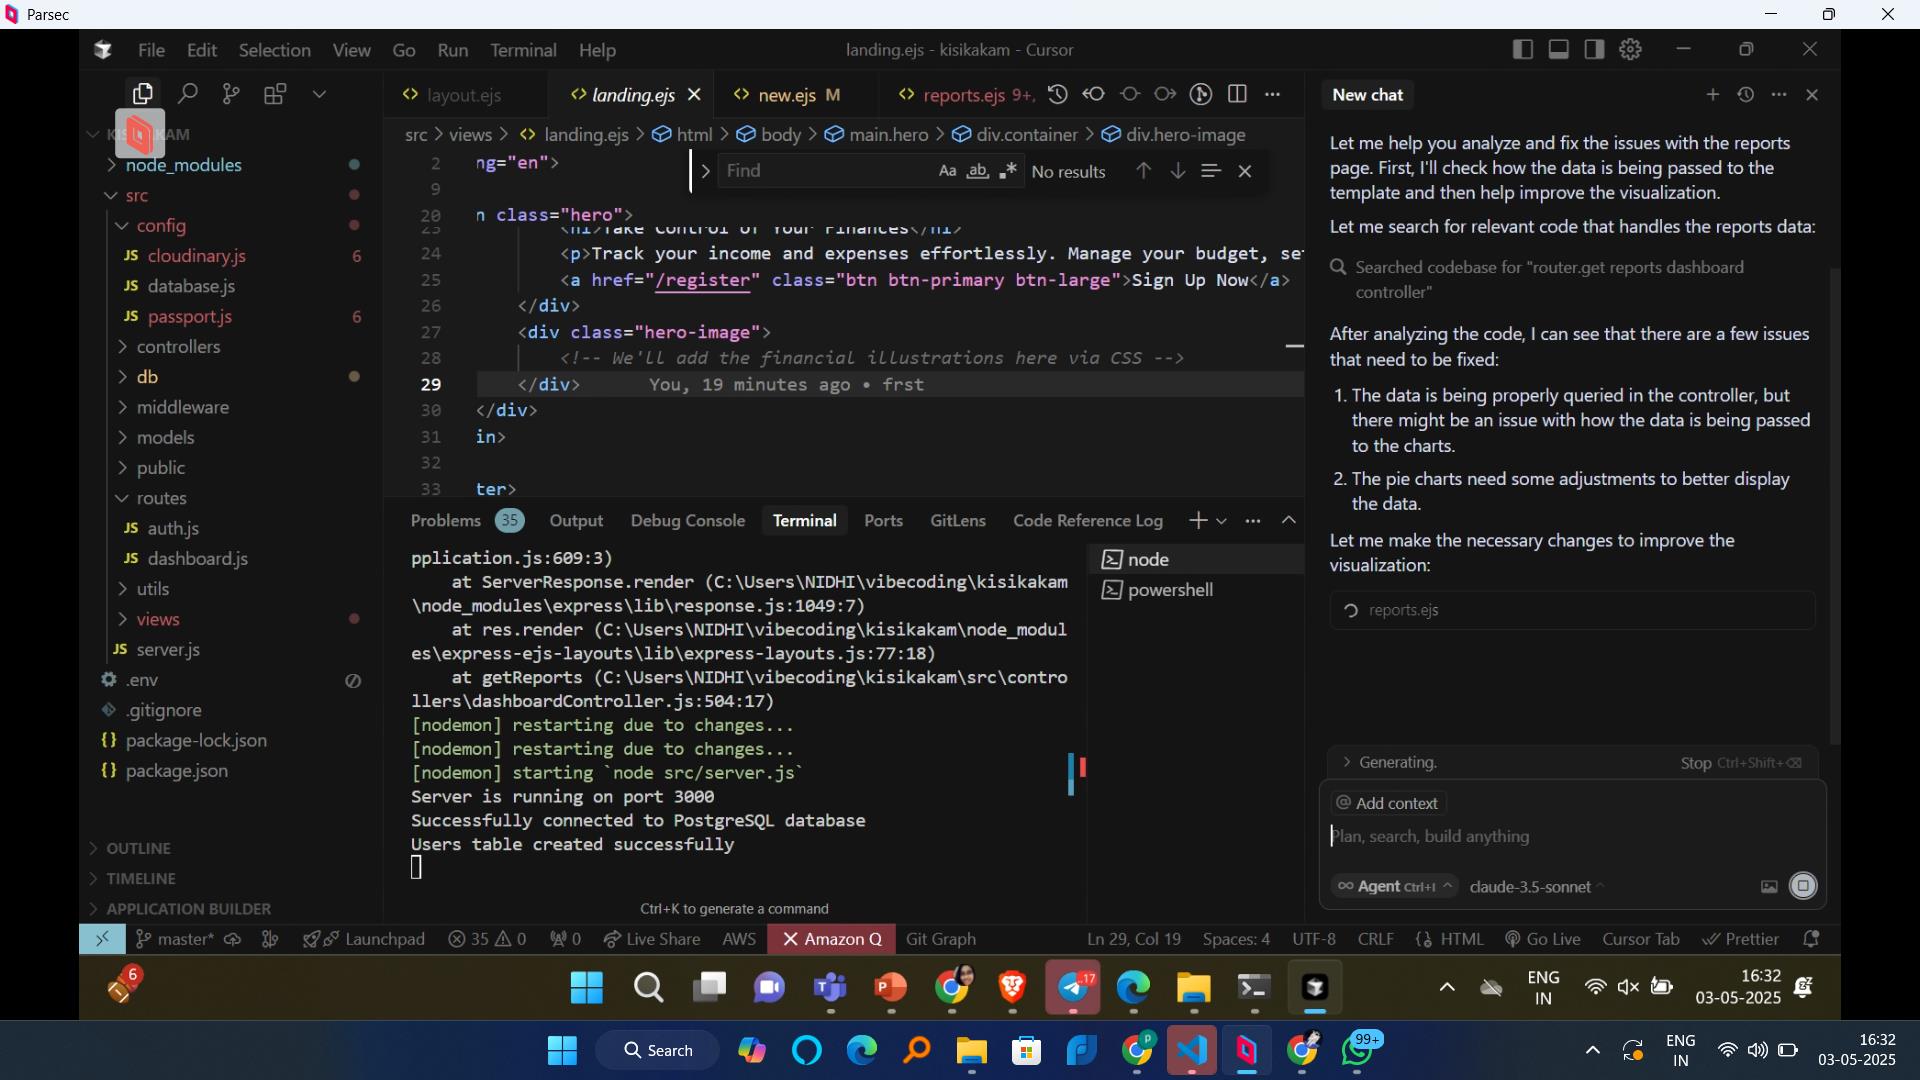 Parsec
File Edit Selection View Go Run Terminal Help
landing.ejs - kisikakam - Cursor
layout.ejs
landing.ejs
new.ejs M
reports.ejs 9+,
src > views > landing.ejs > html > body > main.hero > div.container > div.hero-image
node_modules
src
config
JS cloudinary.js 6
JS database.js
JS passport.js 6
controllers
db
middleware
models
public
routes
JS auth.js
JS dashboard.js
utils
views
JS server.js
.env
.gitignore
{} package-lock.json
{} package.json
OUTLINE
TIMELINE
APPLICATION BUILDER
Find Aa ab No results
2 ng="en">
9
20 n class="hero">
23 <h1>Take Control of Your Finances</h1>
24 <p>Track your income and expenses effortlessly. Manage your budget, se
25 <a href="/register" class="btn btn-primary btn-large">Sign Up Now</a>
26 </div>
27 <div class="hero-image">
28 <!-- We'll add the financial illustrations here via CSS -->
29 </div> You, 19 minutes ago • frst
30 </div>
31 in>
32
33 ter>
Problems 35 Output Debug Console Terminal Ports GitLens Code Reference Log
pplication.js:609:3)
at ServerResponse.render (C:\Users\NIDHI\vibecoding\kisikakam
\node_modules\express\lib\response.js:1049:7)
at res.render (C:\Users\NIDHI\vibecoding\kisikakam\node_modul
es\express-ejs-layouts\lib\express-layouts.js:77:18)
at getReports (C:\Users\NIDHI\vibecoding\kisikakam\src\contro
llers\dashboardController.js:504:17)
[nodemon] restarting due to changes...
[nodemon] restarting due to changes...
[nodemon] starting `node src/server.js`
Server is running on port 3000
Successfully connected to PostgreSQL database
Users table created successfully
Ctrl+K to generate a command
node
powershell
New chat
Let me help you analyze and fix the issues with the reports
page. First, I'll check how the data is being passed to the
template and then help improve the visualization.
Let me search for relevant code that handles the reports data:
Searched codebase for "router.get reports dashboard
controller"
After analyzing the code, I can see that there are a few issues
that need to be fixed:
1. The data is being properly queried in the controller, but
there might be an issue with how the data is being passed
to the charts.
2. The pie charts need some adjustments to better display
the data.
Let me make the necessary changes to improve the
visualization:
reports.ejs
Generating. Stop Ctrl+Shift+⌫
@ Add context
Plan, search, build anything
∞ Agent Ctrl+I claude-3.5-sonnet
master* Launchpad 35 0 0 Live Share AWS Amazon Q Git Graph Ln 29, Col 19 Spaces: 4 UTF-8 CRLF HTML Go Live Cursor Tab Prettier
6
17
ENG
IN
16:32
03-05-2025
Search
P
99+
ENG
IN
16:32
03-05-2025